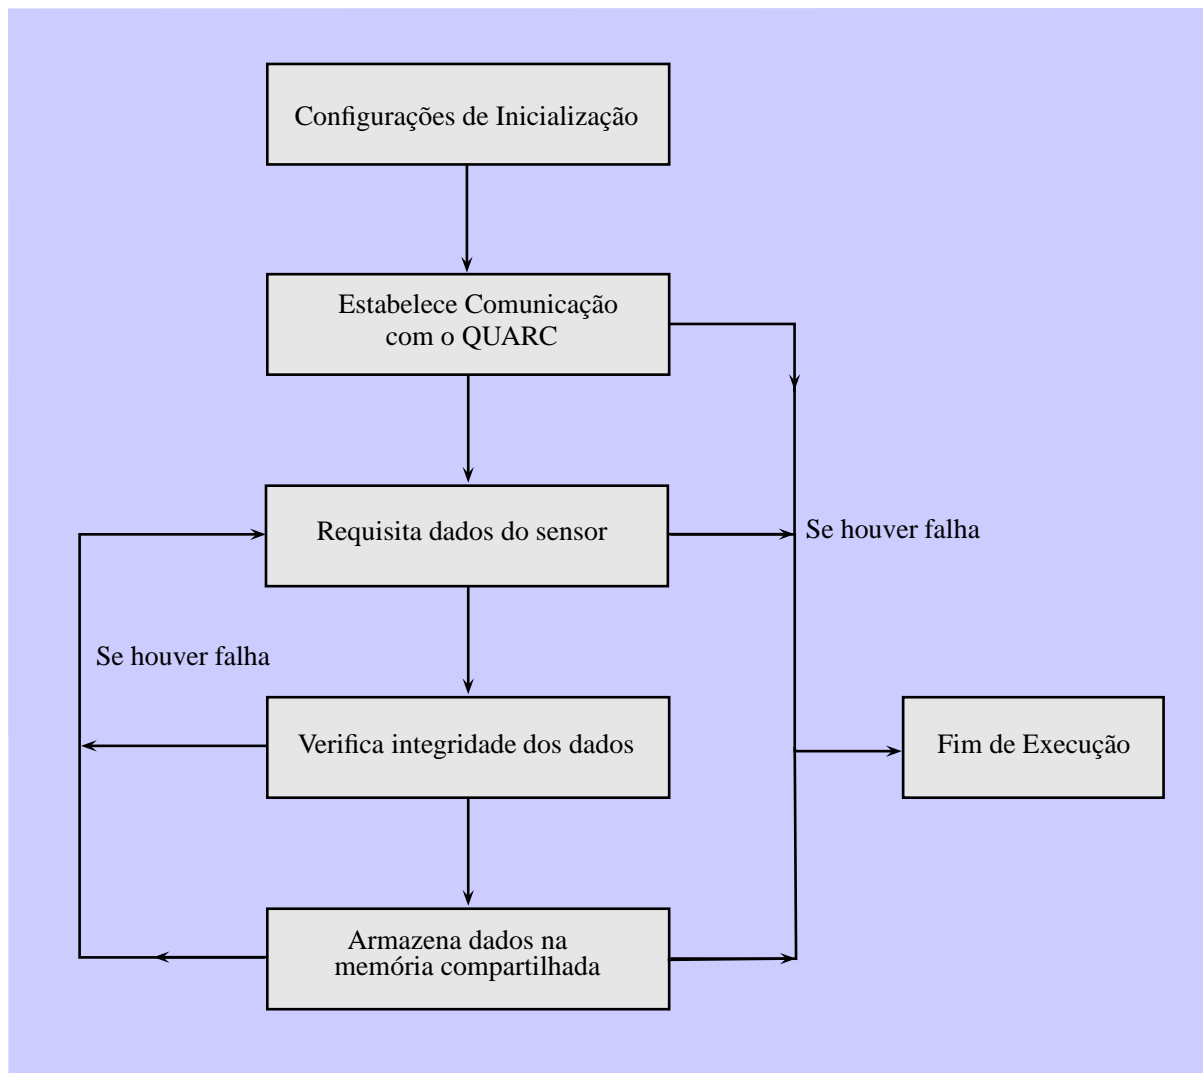 Configurações de Inicialização
Estabelece Comunicação
com o QUARC
Requisita dados do sensor
Se houver falha
Se houver falha
Verifica integridade dos dados
Fim de Execução
Armazena dados na
memória compartilhada